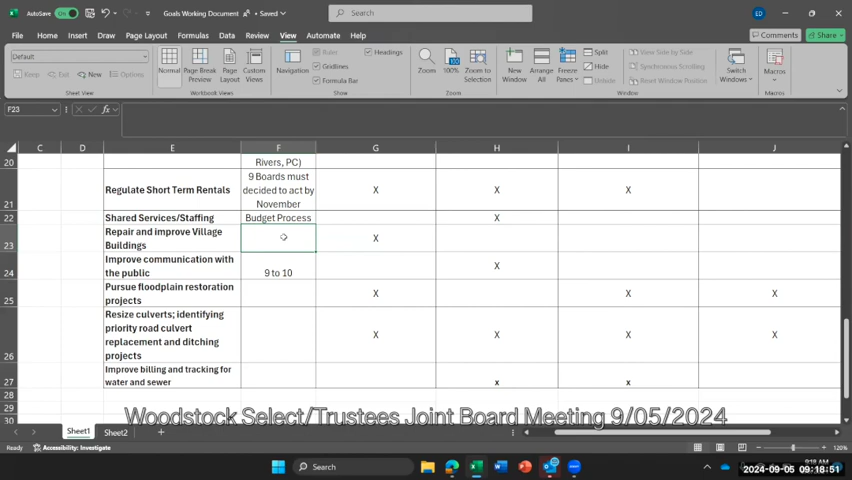 AutoSave On Goals Working Document • Saved Search ED
File Home Insert Draw Page Layout Formulas Data Review View Automate Help Comments Share
Default
Keep Exit New Options
Sheet View
Normal Page Break Preview Page Layout Custom Views
Workbook Views
Navigation
Ruler
Gridlines
Formula Bar
Headings
Show
Zoom 100% Zoom to Selection
Zoom
New Window Arrange All Freeze Panes
Split
Hide
Unhide
View Side by Side
Synchronous Scrolling
Reset Window Position
Window
Switch Windows
Macros
Macros
F23 fx
C D E F G H I J
20 Rivers, PC)
21 Regulate Short Term Rentals 9 Boards must decided to act by November X X X
22 Shared Services/Staffing Budget Process X
23 Repair and improve Village Buildings X
24 Improve communication with the public 9 to 10 X
25 Pursue floodplain restoration projects X X X
26 Resize culverts; identifying priority road culvert replacement and ditching projects X X X X
27 Improve billing and tracking for water and sewer x x
28
29
30
Woodstock Select/Trustees Joint Board Meeting 9/05/2024
Sheet1 Sheet2 +
Ready Accessibility: Investigate 120%
Search
9:18 AM
2024-09-05 09:18:51